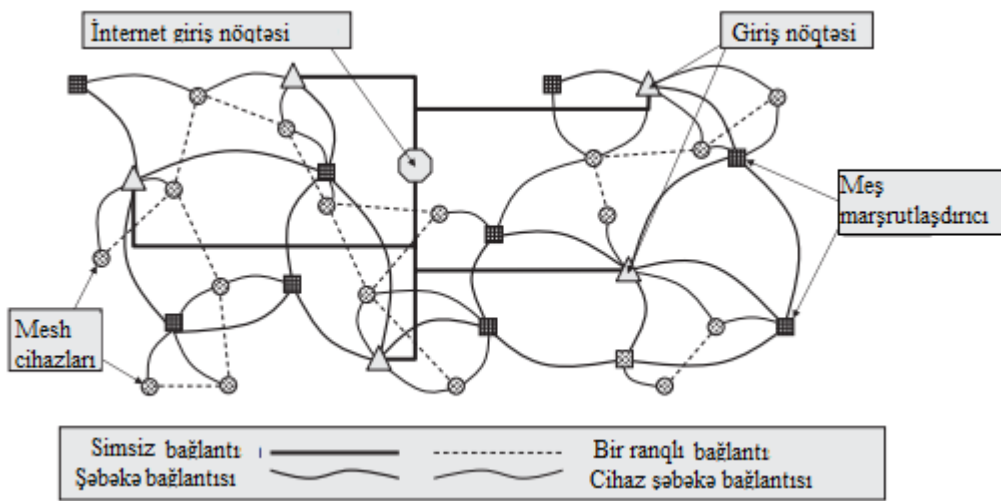 İnternet giriş nöqtəsi
Giriş nöqtəsi
Meş
marşrutlaşdırıcı
Mesh
cihazları
Simsiz bağlantı
Bir ranqlı bağlantı
Şəbəkə bağlantısı
Cihaz şəbəkə bağlantısı